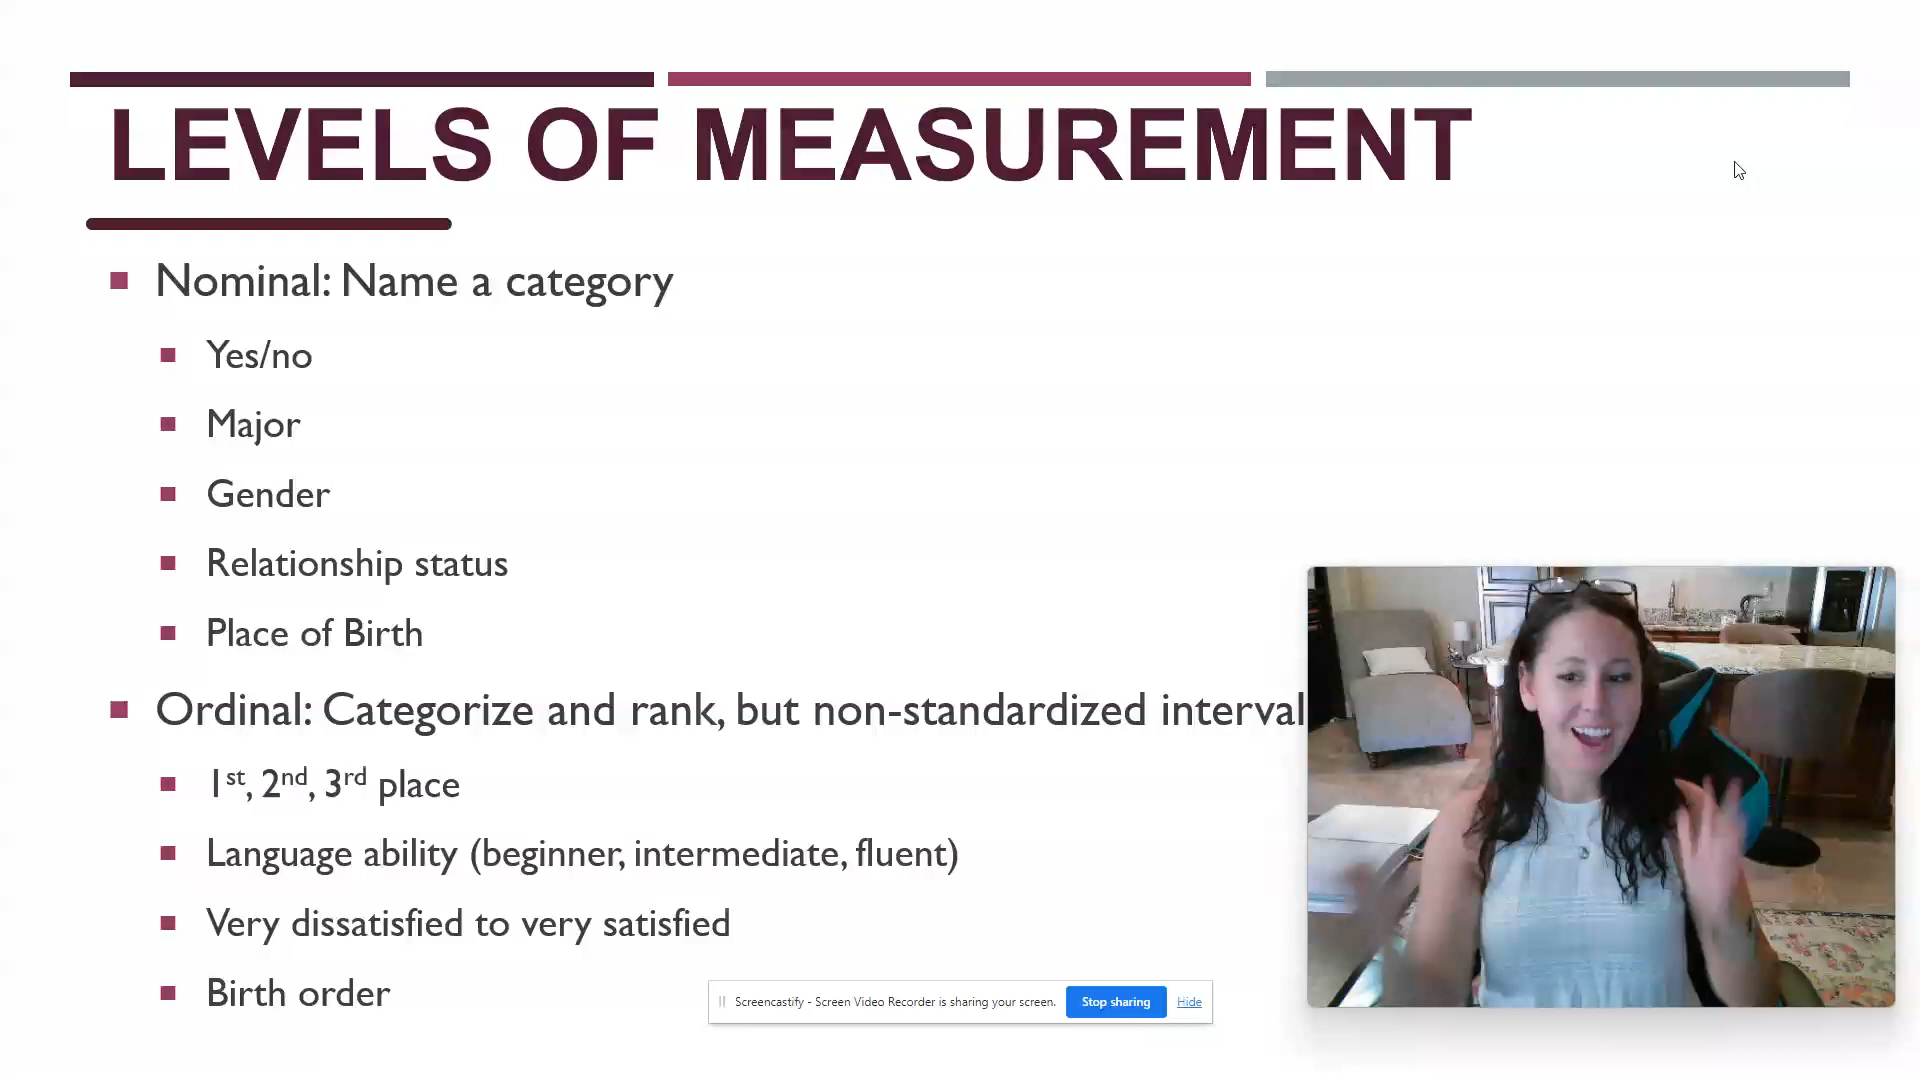 LEVELS OF MEASUREMENT
Nominal: Name a category
Yes/no
Major
Gender
Relationship status
Place of Birth
Ordinal: Categorize and rank, but non-standardized interval
1st, 2nd, 3rd place
Language ability (beginner, intermediate, fluent)
Very dissatisfied to very satisfied
Birth order
Screencastify - Screen Video Recorder is sharing your screen. Stop sharing Hide